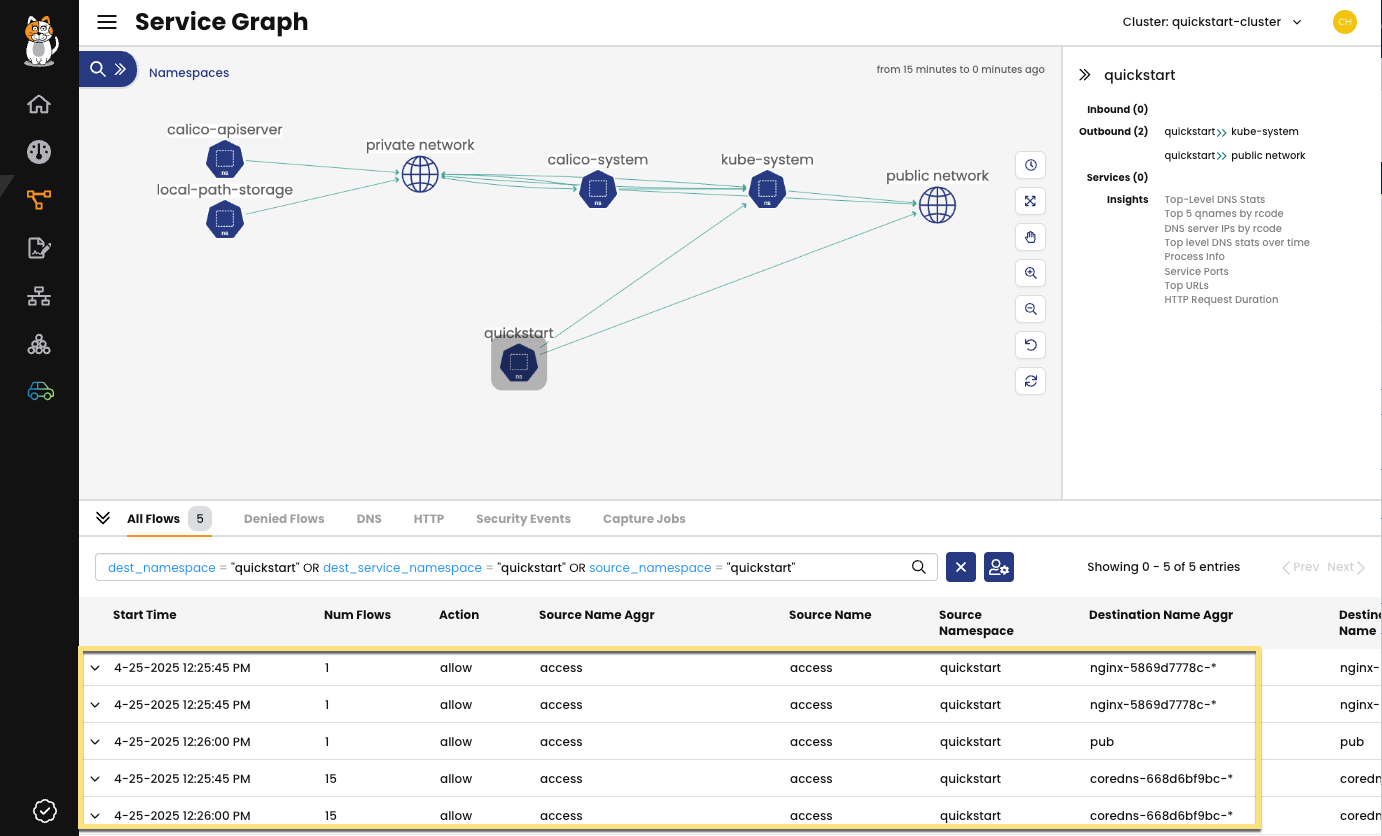 Service Graph
Cluster: quickstart-cluster
CH
Namespaces
from 15 minutes to 0 minutes ago
calico-apiserver
ns
local-path-storage
ns
private network
calico-system
ns
kube-system
ns
public network
quickstart
ns
quickstart
Inbound (0)
Outbound (2) quickstart kube-system
quickstart public network
Services (0)
Insights Top-Level DNS Stats
Top 5 qnames by rcode
DNS server IPs by rcode
Top level DNS stats over time
Process Info
Service Ports
Top URLs
HTTP Request Duration
All Flows 5 Denied Flows DNS HTTP Security Events Capture Jobs
dest_namespace = "quickstart" OR dest_service_namespace = "quickstart" OR source_namespace = "quickstart"
Showing 0 - 5 of 5 entries
Prev Next
Start Time Num Flows Action Source Name Aggr Source Name Source Namespace Destination Name Aggr Destin Name
4-25-2025 12:25:45 PM 1 allow access access quickstart nginx-5869d7778c-* nginx-
4-25-2025 12:25:45 PM 1 allow access access quickstart nginx-5869d7778c-* nginx-
4-25-2025 12:26:00 PM 1 allow access access quickstart pub pub
4-25-2025 12:25:45 PM 15 allow access access quickstart coredns-668d6bf9bc-* coredn
4-25-2025 12:26:00 PM 15 allow access access quickstart coredns-668d6bf9bc-* coredn